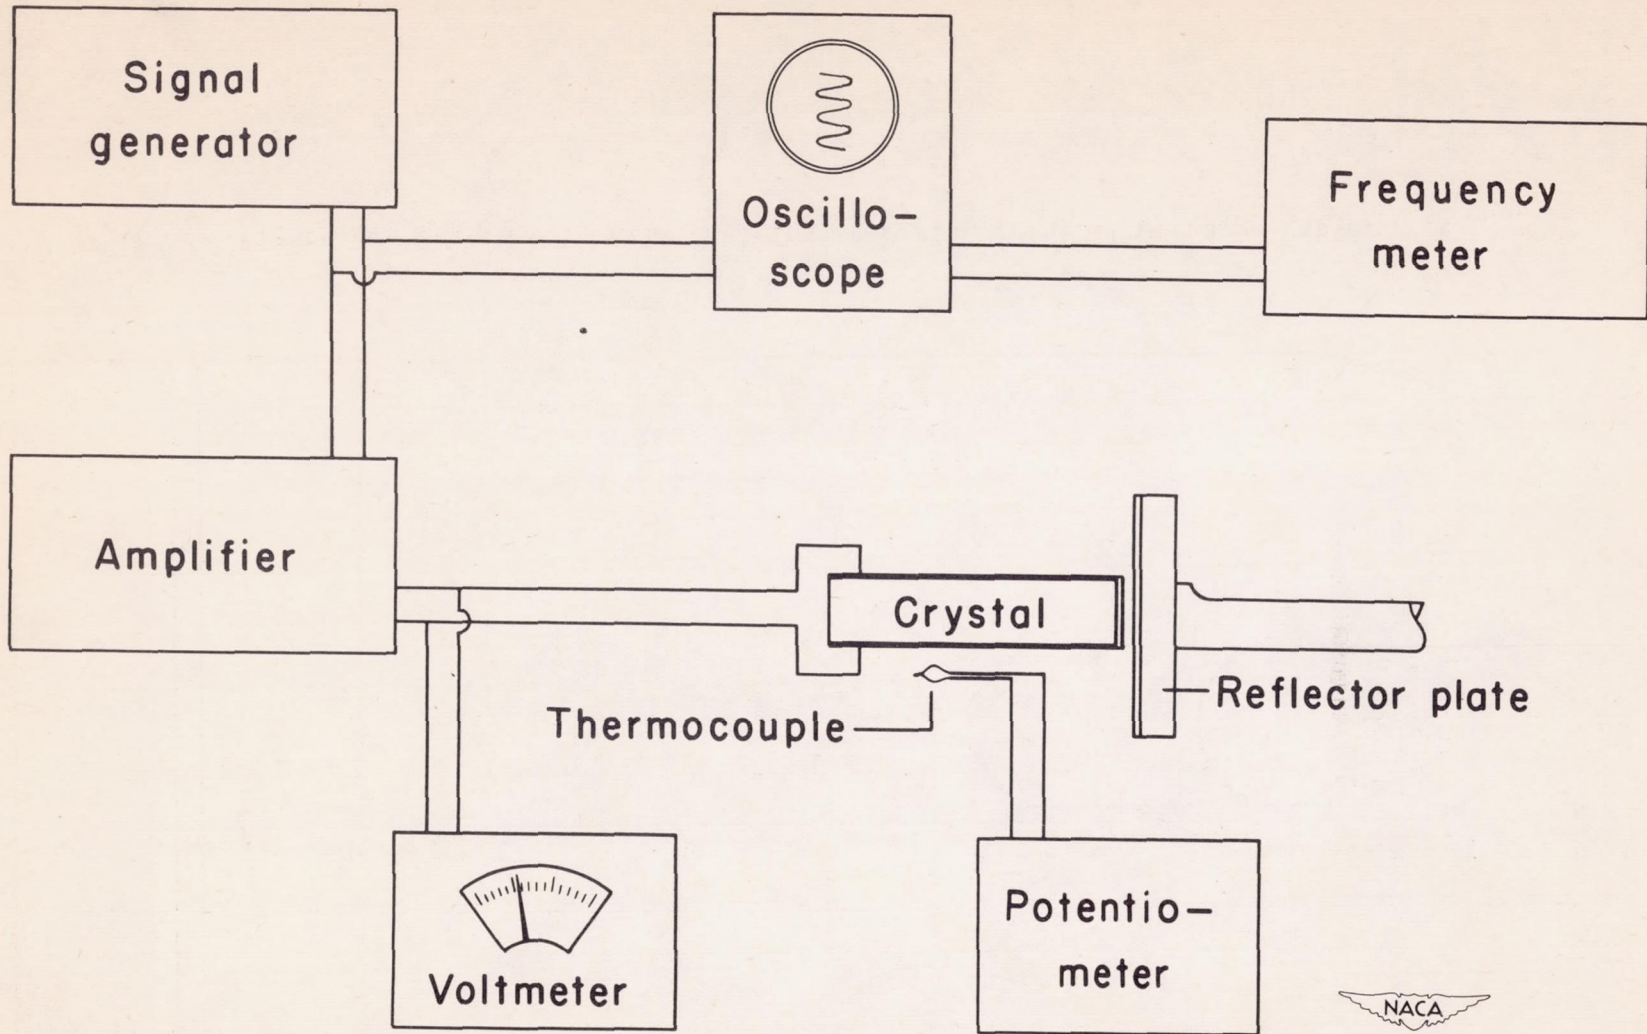 Signal
generator
Oscillo-
scope
Frequency
meter
Amplifier
Crystal
Thermocouple
Reflector plate
Voltmeter
Potentio-
meter
NACA